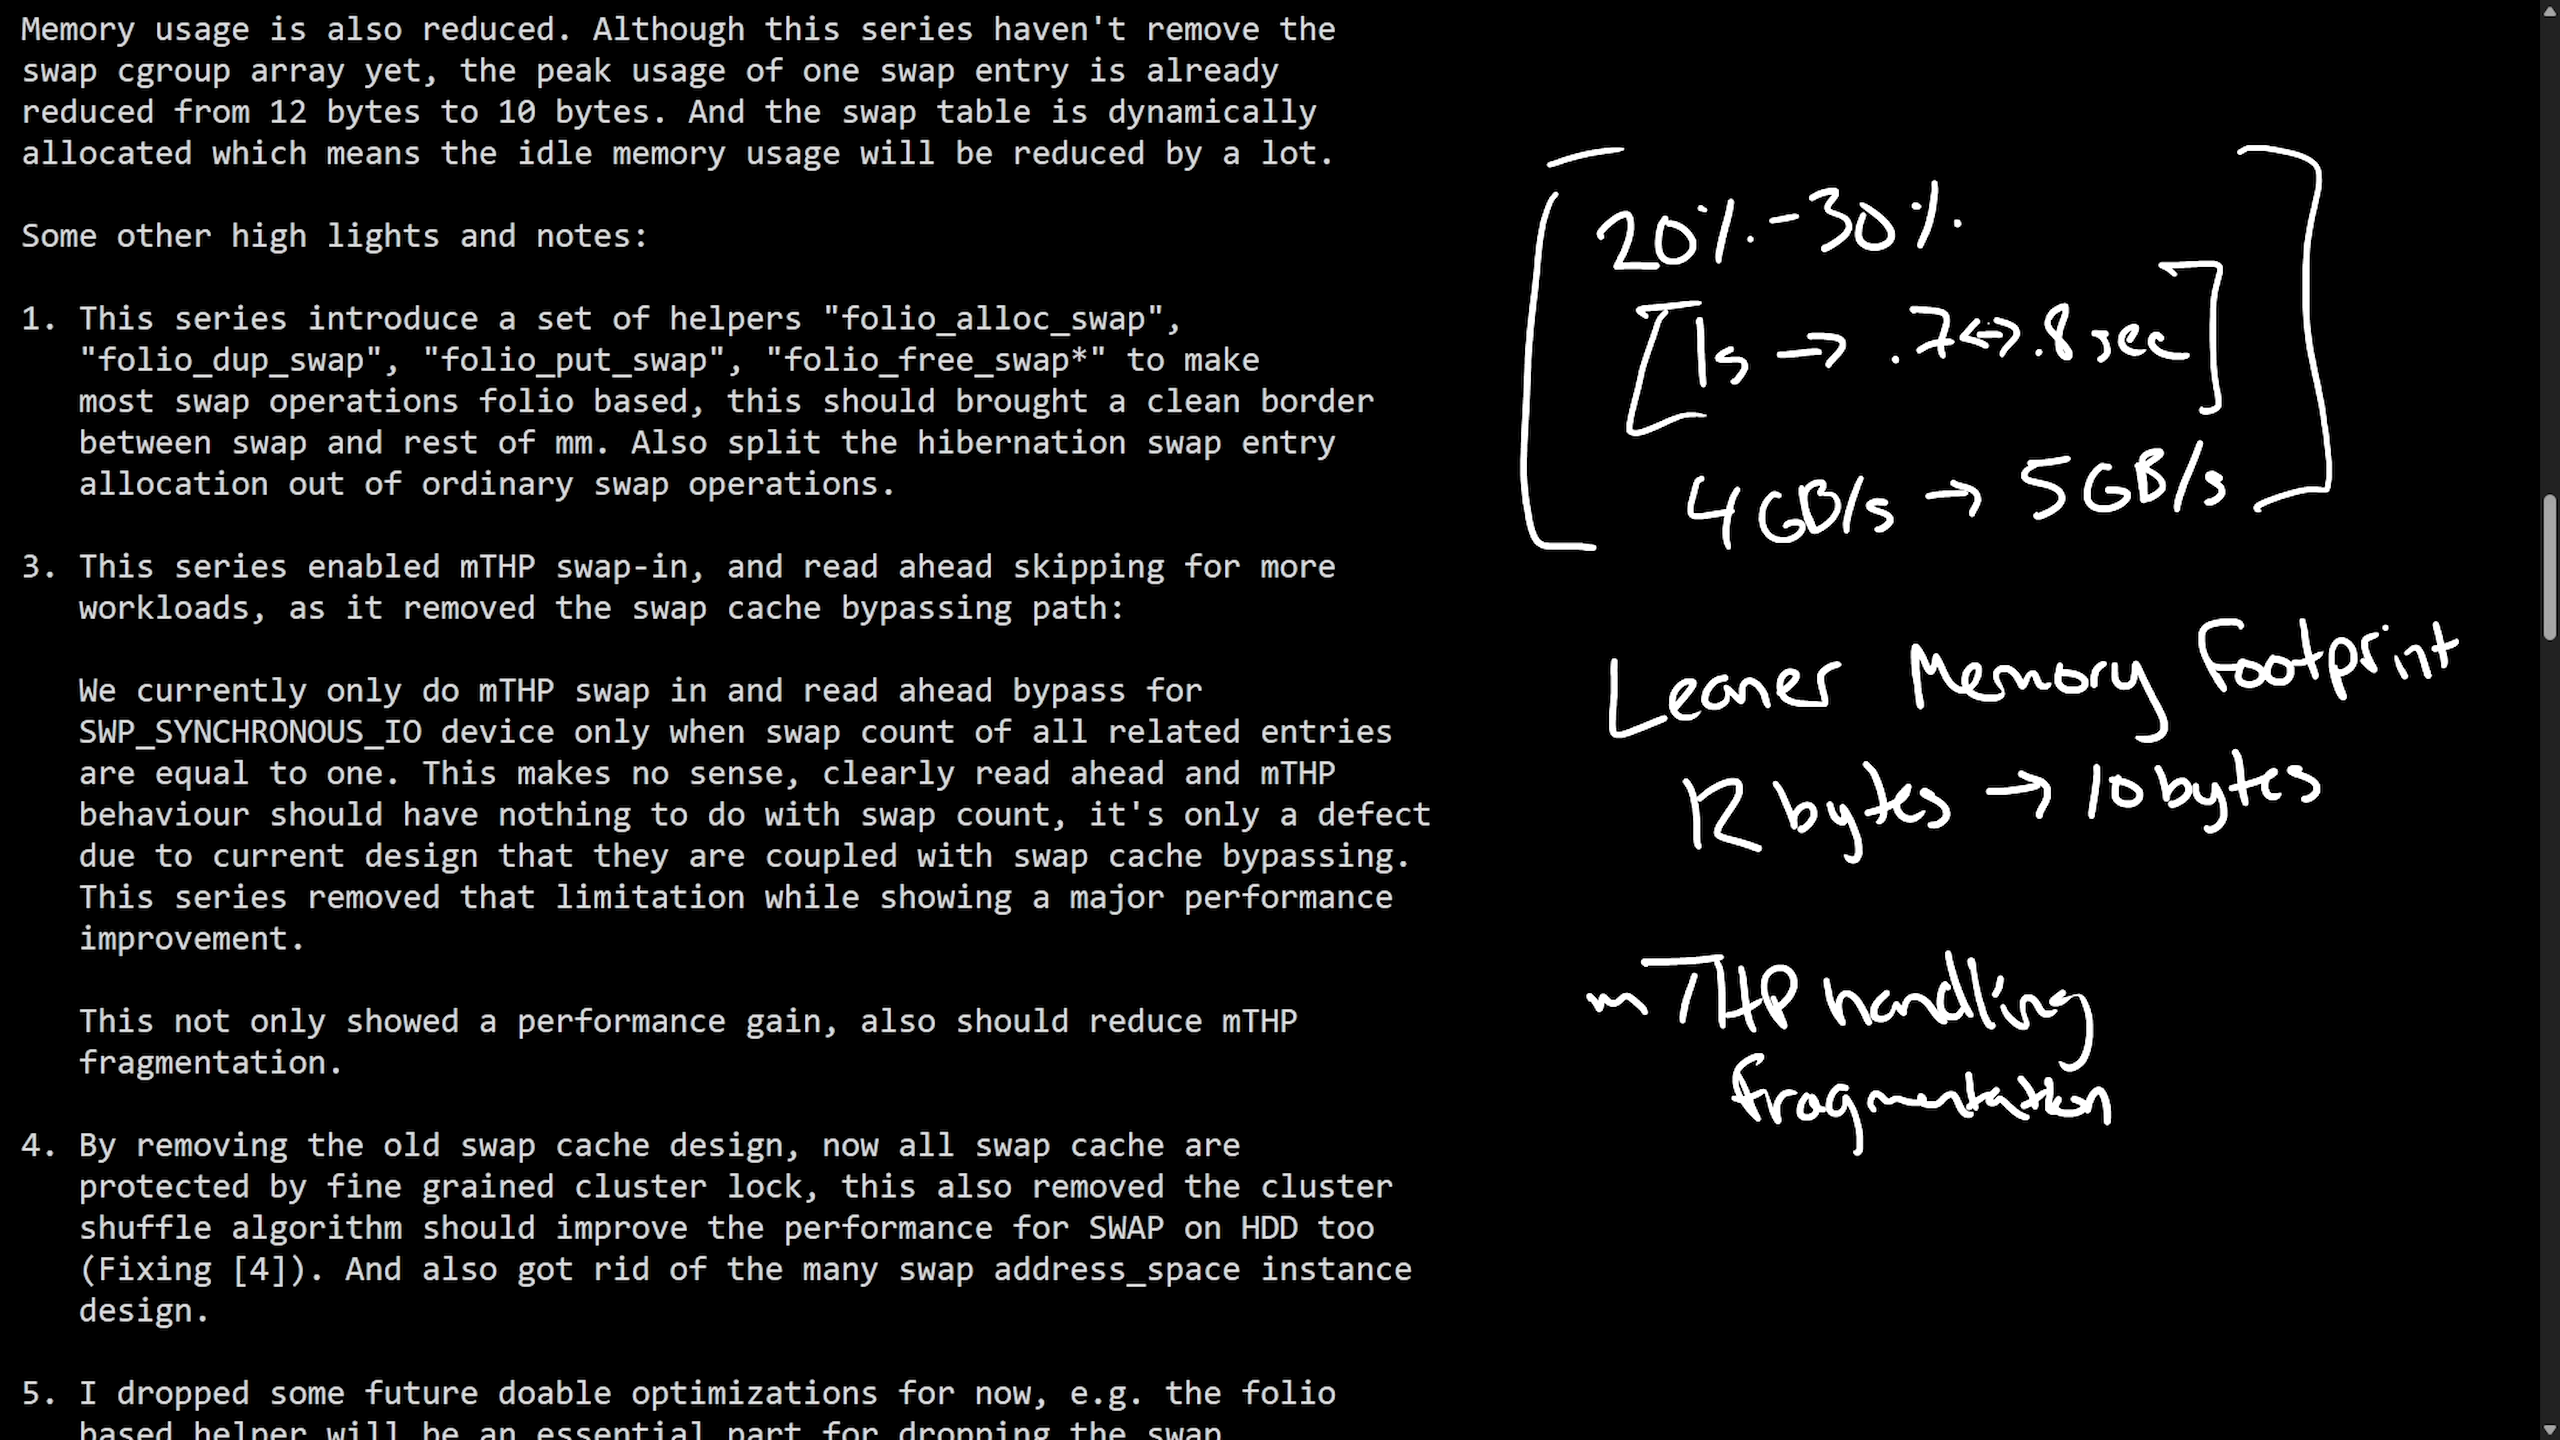 Memory usage is also reduced. Although this series haven't remove the
swap cgroup array yet, the peak usage of one swap entry is already
reduced from 12 bytes to 10 bytes. And the swap table is dynamically
allocated which means the idle memory usage will be reduced by a lot.
Some other high lights and notes:
1. This series introduce a set of helpers "folio_alloc_swap",
"folio_dup_swap", "folio_put_swap", "folio_free_swap*" to make
most swap operations folio based, this should brought a clean border
between swap and rest of mm. Also split the hibernation swap entry
allocation out of ordinary swap operations.
3. This series enabled mTHP swap-in, and read ahead skipping for more
workloads, as it removed the swap cache bypassing path:
We currently only do mTHP swap in and read ahead bypass for
SWP_SYNCHRONOUS_IO device only when swap count of all related entries
are equal to one. This makes no sense, clearly read ahead and mTHP
behaviour should have nothing to do with swap count, it's only a defect
due to current design that they are coupled with swap cache bypassing.
This series removed that limitation while showing a major performance
improvement.
This not only showed a performance gain, also should reduce mTHP
fragmentation.
4. By removing the old swap cache design, now all swap cache are
protected by fine grained cluster lock, this also removed the cluster
shuffle algorithm should improve the performance for SWAP on HDD too
(Fixing [4]). And also got rid of the many swap address_space instance
design.
5. I dropped some future doable optimizations for now, e.g. the folio
based helper will be an essential part for dropping the swap
20%-30%
1s → .7↔.8 sec
4GB/s → 5GB/s
Leaner Memory Footprint
12 bytes → 10 bytes
mTHP handling
fragmentation